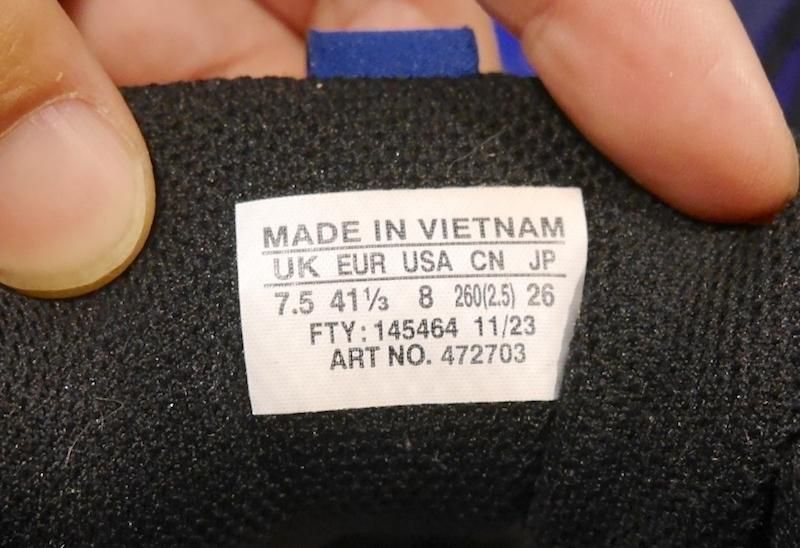 MADE IN VIETNAM
UK EUR USA CN JP
7.5 41⅓ 8 260(2.5) 26
FTY: 145464 11/23
ART NO. 472703